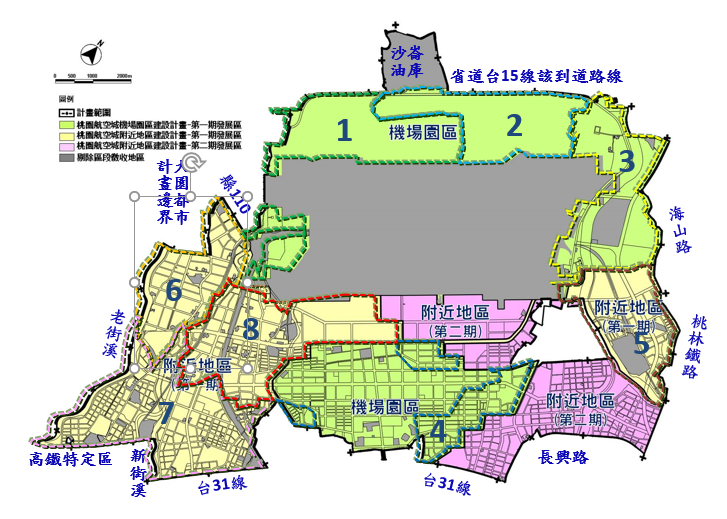 N
0 500 1000 2000m
圖例
計畫範圍
桃園航空城機場園區建設計畫-第一期發展區
桃園航空城附近地區建設計畫-第一期發展區
桃園航空城附近地區建設計畫-第二期發展區
剔除區段徵收地區
沙崙
油庫
省道台15線該到道路線
1
機場園區
2
3
大園都市
計畫邊界
縣110
海山路
6
老街溪
8
附近地區
(第二期)
附近地區
(第一期)
5
桃林鐵路
附近地區
(第一期)
7
機場園區
4
附近地區
(第二期)
高鐵特定區
新街溪
台31線
台31線
長興路